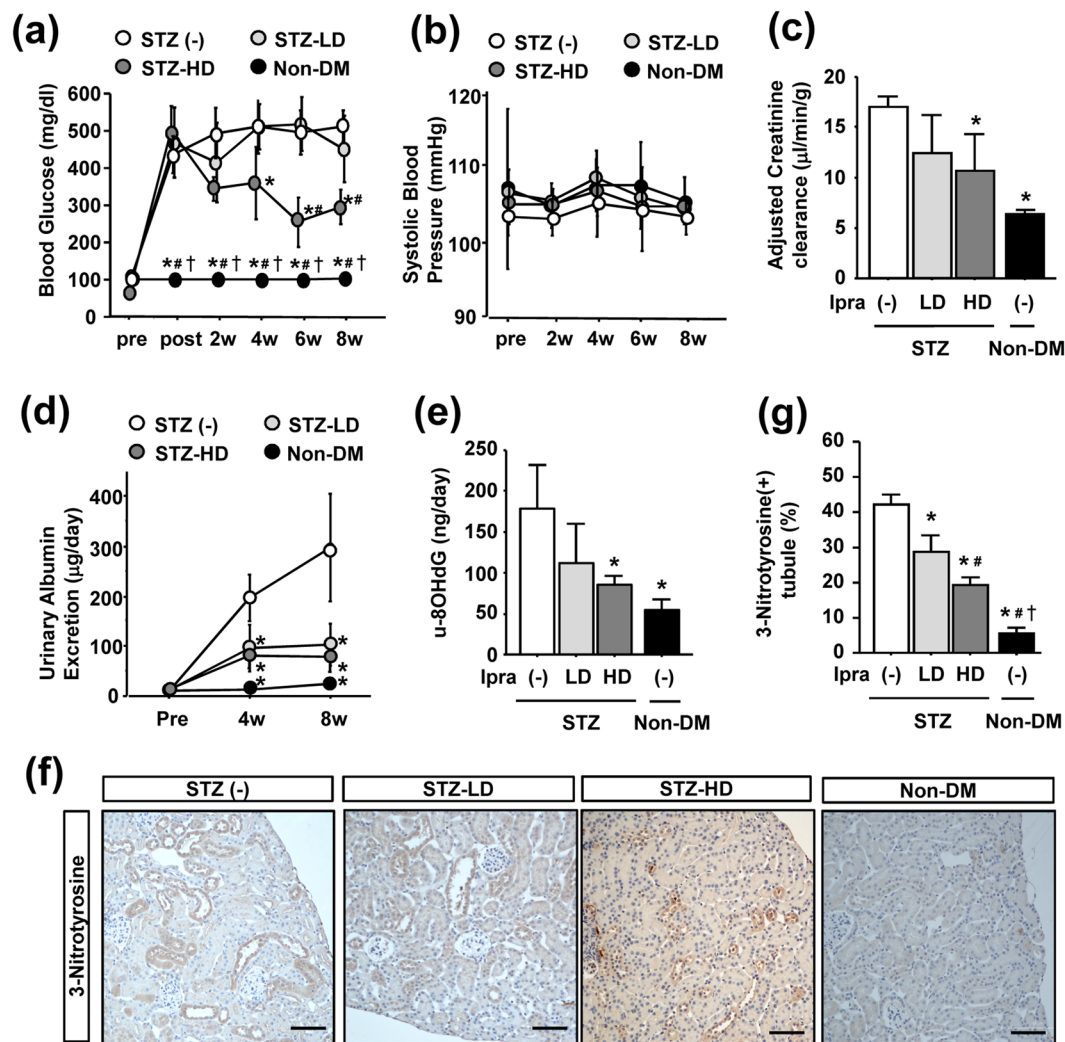 (a)
STZ (-) STZ-LD
STZ-HD Non-DM
Blood Glucose (mg/dl)
600
500
400
300
200
100
0
* *# *#
*#† *#† *#† *#† *#†
pre post 2w 4w 6w 8w
(b)
STZ (-) STZ-LD
STZ-HD Non-DM
Systolic Blood
Pressure (mmHg)
120
110
100
90
pre 2w 4w 6w 8w
(c)
Adjusted Creatinine
clearance (µl/min/g)
20
15
10
5
0
* *
Ipra (-) LD HD (-)
STZ Non-DM
(d)
STZ (-) STZ-LD
STZ-HD Non-DM
Urinary Albumin
Excretion (µg/day)
400
300
200
100
0
* *
* *
* *
Pre 4w 8w
(e)
u-8OHdG (ng/day)
250
200
150
100
50
0
* *
Ipra (-) LD HD (-)
STZ Non-DM
(g)
3-Nitrotyrosine(+)
tubule (%)
60
40
30
20
10
0
* *# *#†
Ipra (-) LD HD (-)
STZ Non-DM
(f)
STZ (-) STZ-LD STZ-HD Non-DM
3-Nitrotyrosine